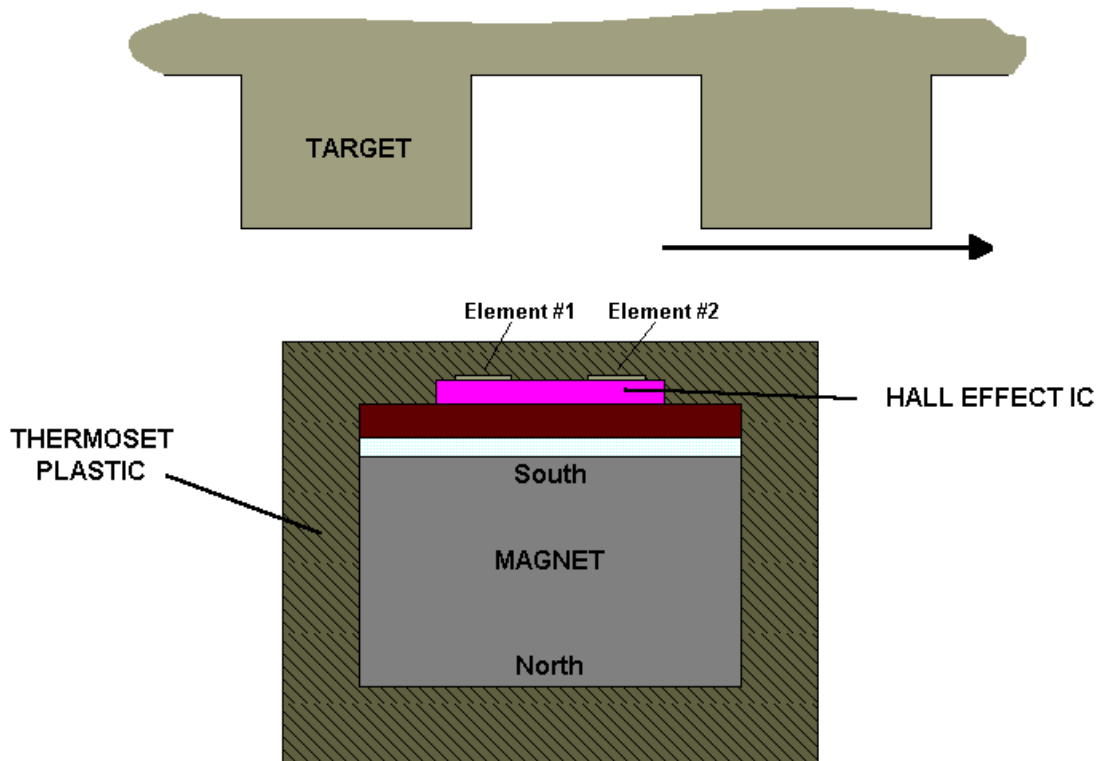 TARGET
Element #1
Element #2
HALL EFFECT IC
THERMOSET
PLASTIC
South
MAGNET
North